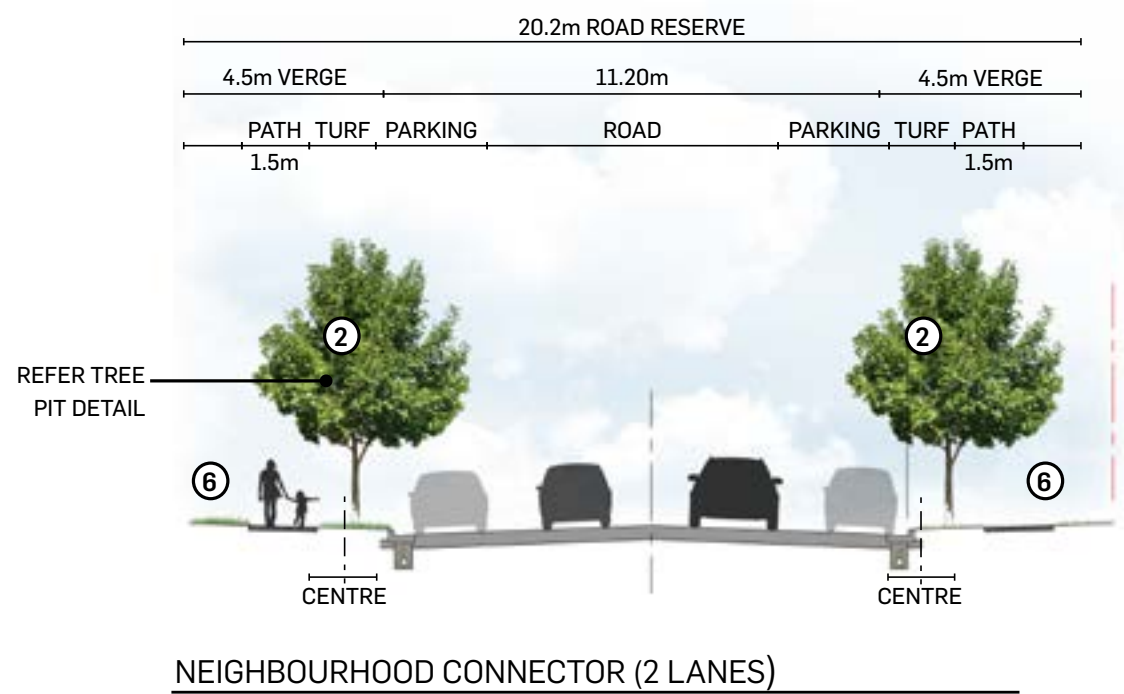 20.2m ROAD RESERVE
4.5m VERGE 11.20m 4.5m VERGE
PATH TURF PARKING ROAD PARKING TURF PATH
1.5m 1.5m
2 2
REFER TREE
PIT DETAIL
6 6
CENTRE CENTRE
NEIGHBOURHOOD CONNECTOR (2 LANES)